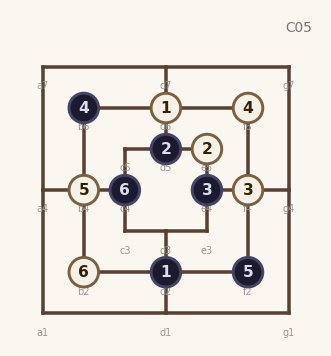 C05
a7 d7 g7
4 1 4
b6 d6 f6
2 2
c5 d5 e5
5 6 3 3
a4 b4 c4 e4 f4 g4
c3 d3 e3
6 1 5
b2 d2 f2
a1 d1 g1